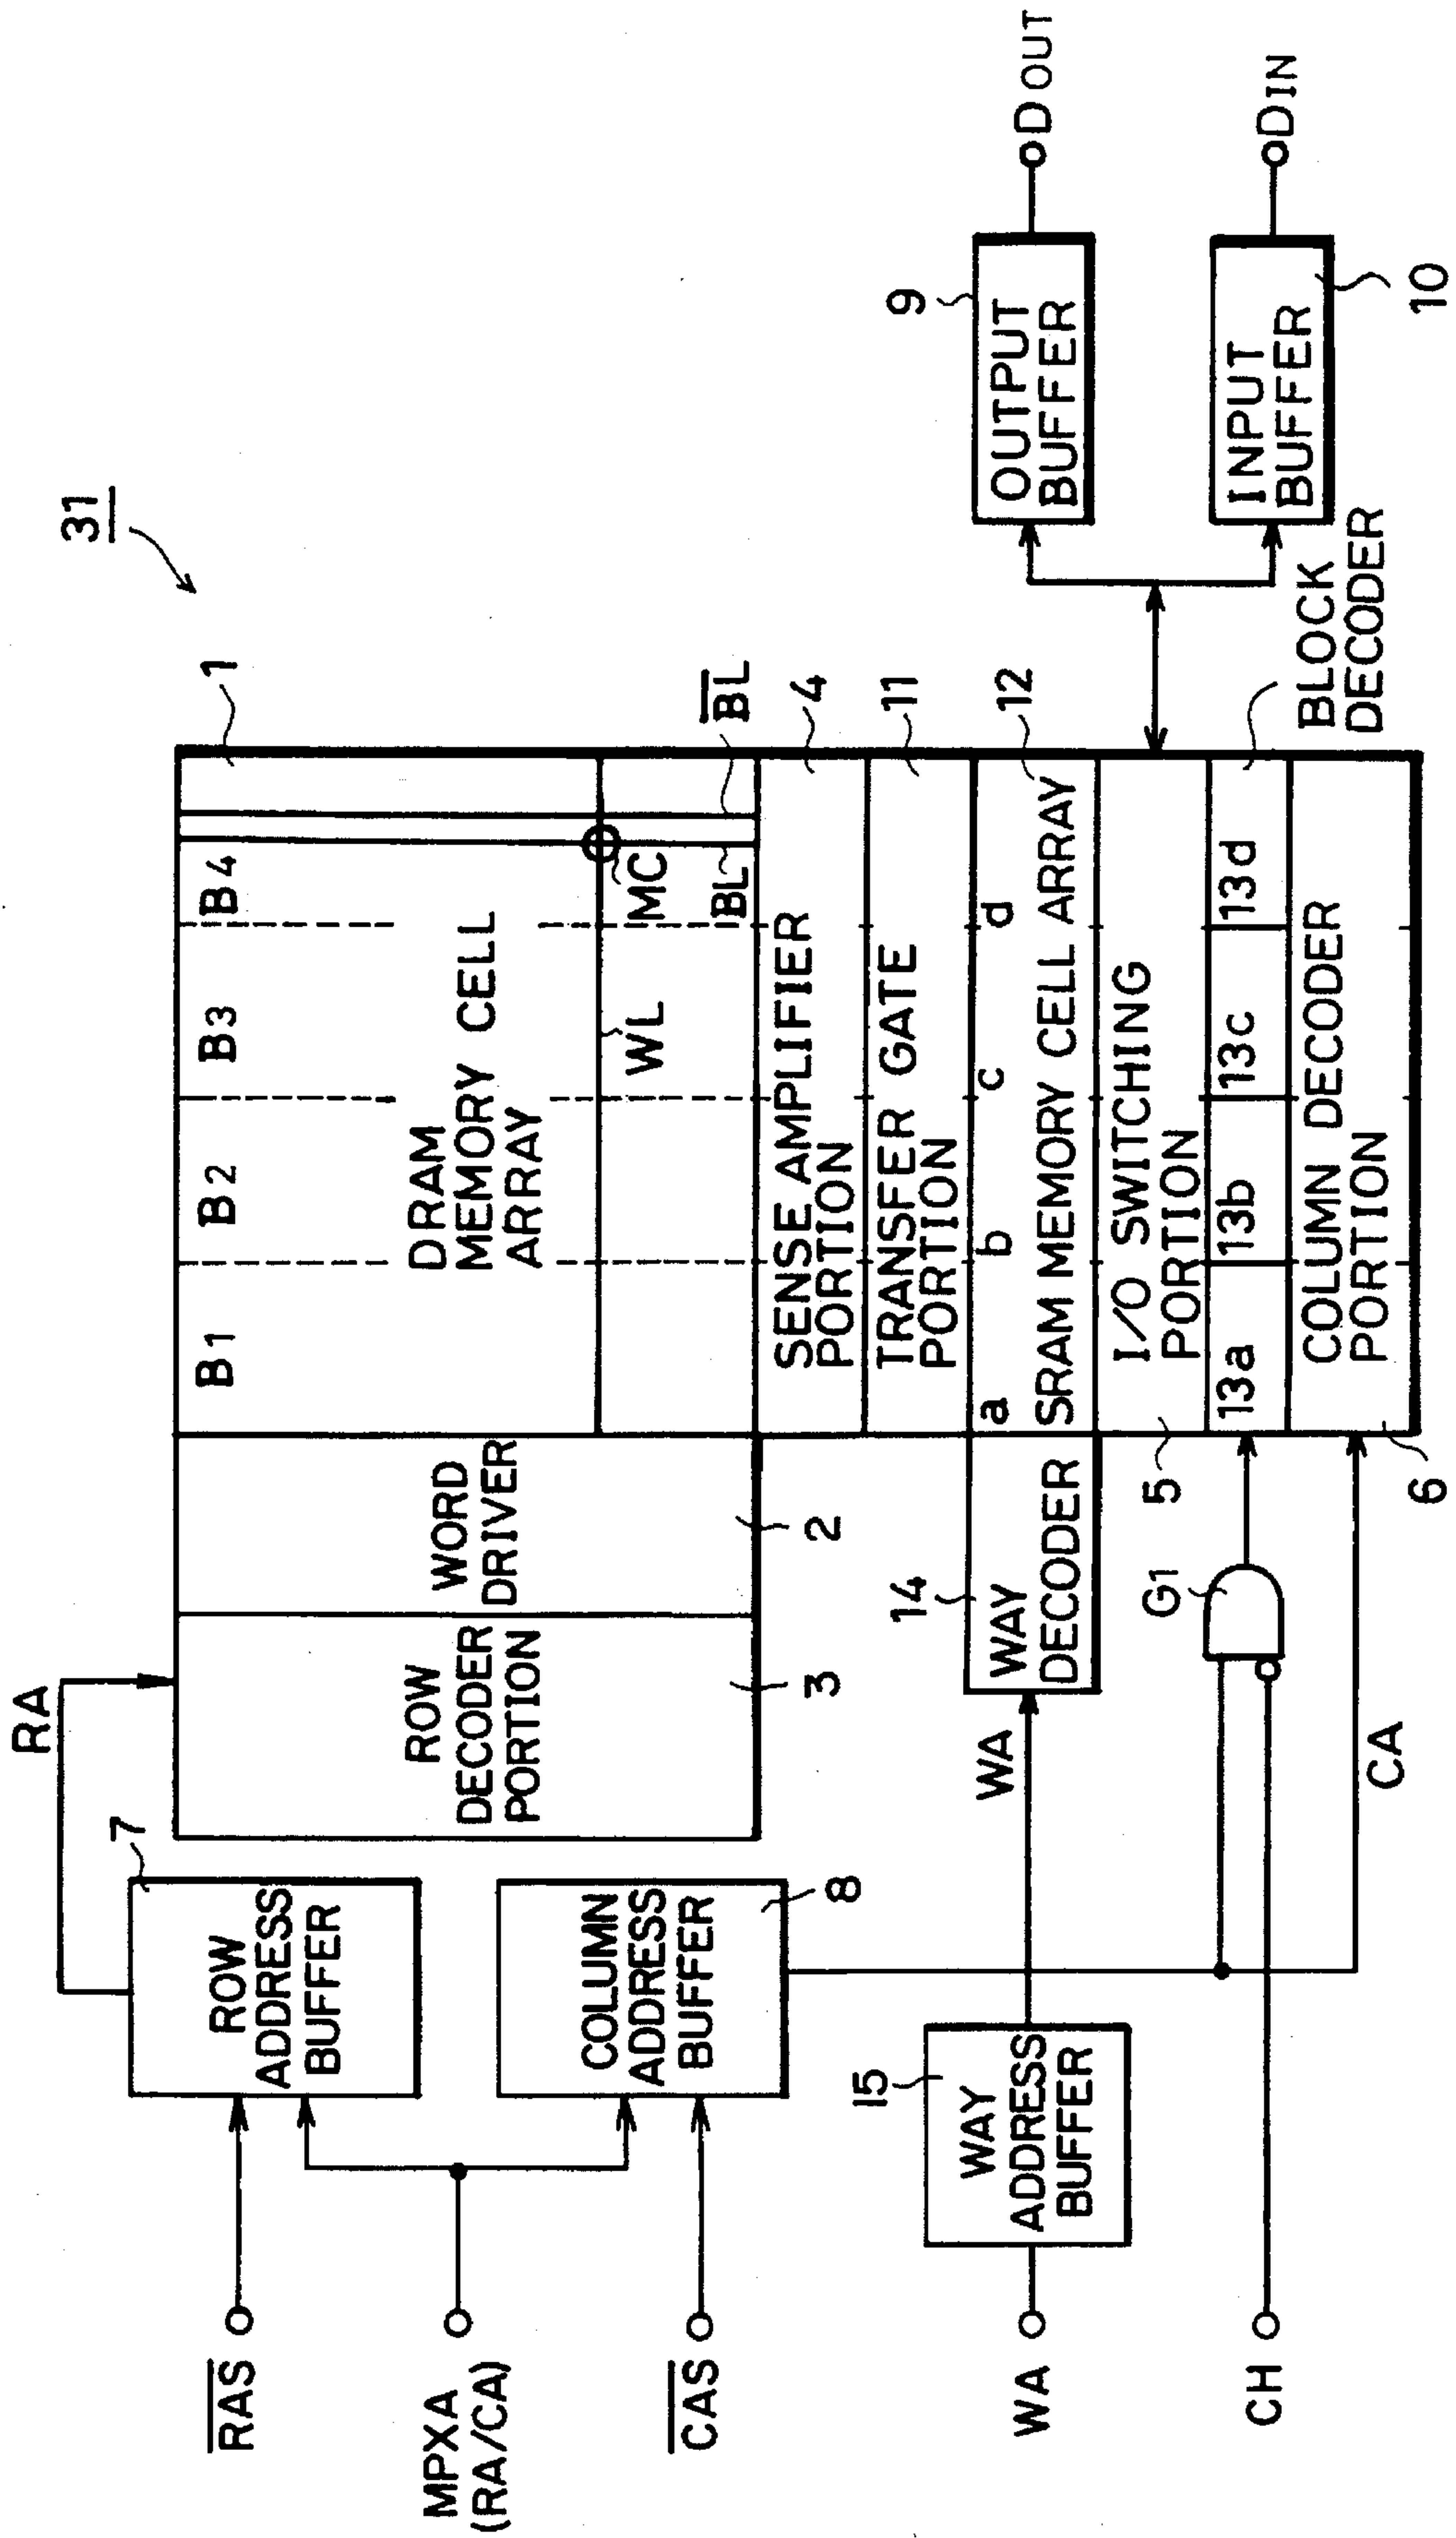 31
RA
7
ROW
ADDRESS
BUFFER
RAS
MPXA
(RA/CA)
CAS
COLUMN
ADDRESS
BUFFER
8
ROW
DECODER
PORTION
3
WORD
DRIVER
2
B1
B2
B3
B4
1
DRAM
MEMORY CELL
ARRAY
WL
MC
BL
BL
SENSE AMPLIFIER
PORTION
4
TRANSFER GATE
PORTION
11
a
b
c
d
SRAM MEMORY CELL ARRAY
12
I/O SWITCHING
PORTION
5
13a
13b
13c
13d
BLOCK
DECODER
COLUMN DECODER
PORTION
6
14
WAY
DECODER
WA
15
WAY
ADDRESS
BUFFER
WA
G1
CH
CA
9
OUTPUT
BUFFER
DOUT
INPUT
BUFFER
10
DIN